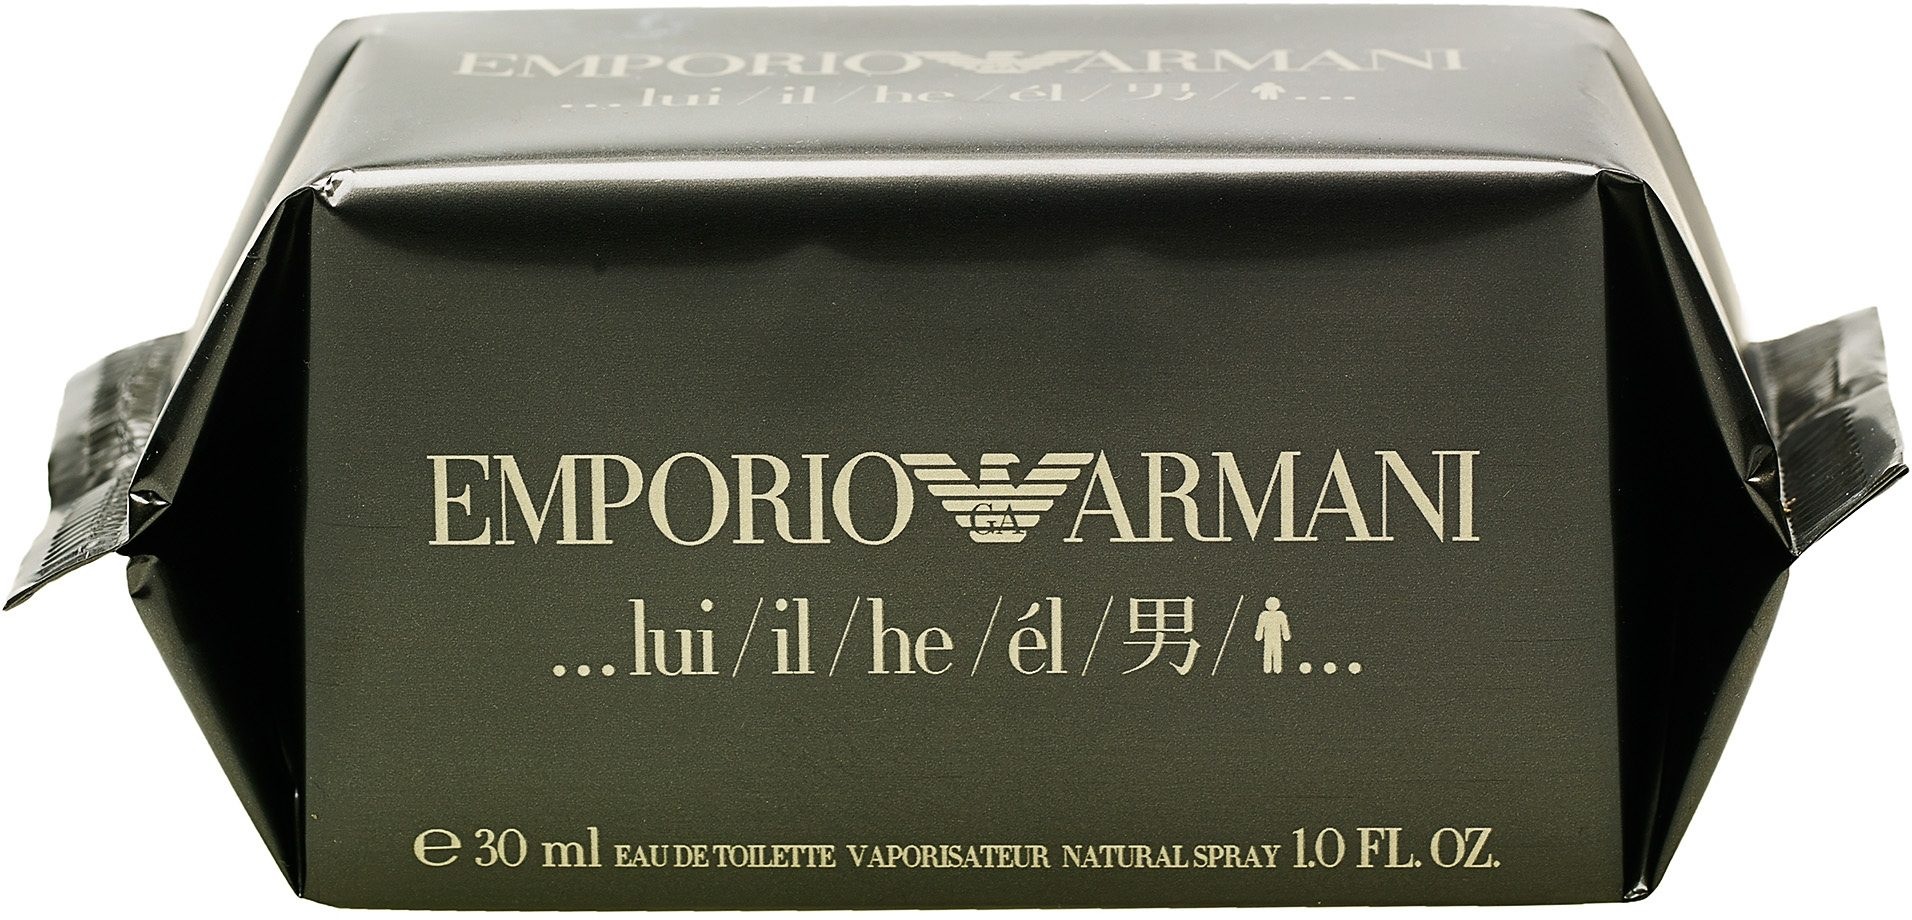 EMPORIO ARMANI
...lui/il/he/él/男/...
EMPORIO GA ARMANI
...lui/il/he/él/男/...
℮ 30 ml EAU DE TOILETTE VAPORISATEUR NATURAL SPRAY 1.0 FL. OZ.